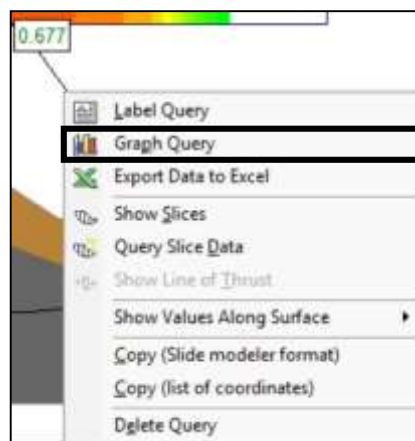 0.677
Label Query
Graph Query
Export Data to Excel
Show Slices
Query Slice Data
Show Line of Thrust
Show Values Along Surface
Copy (Slide modeler format)
Copy (list of coordinates)
Delete Query